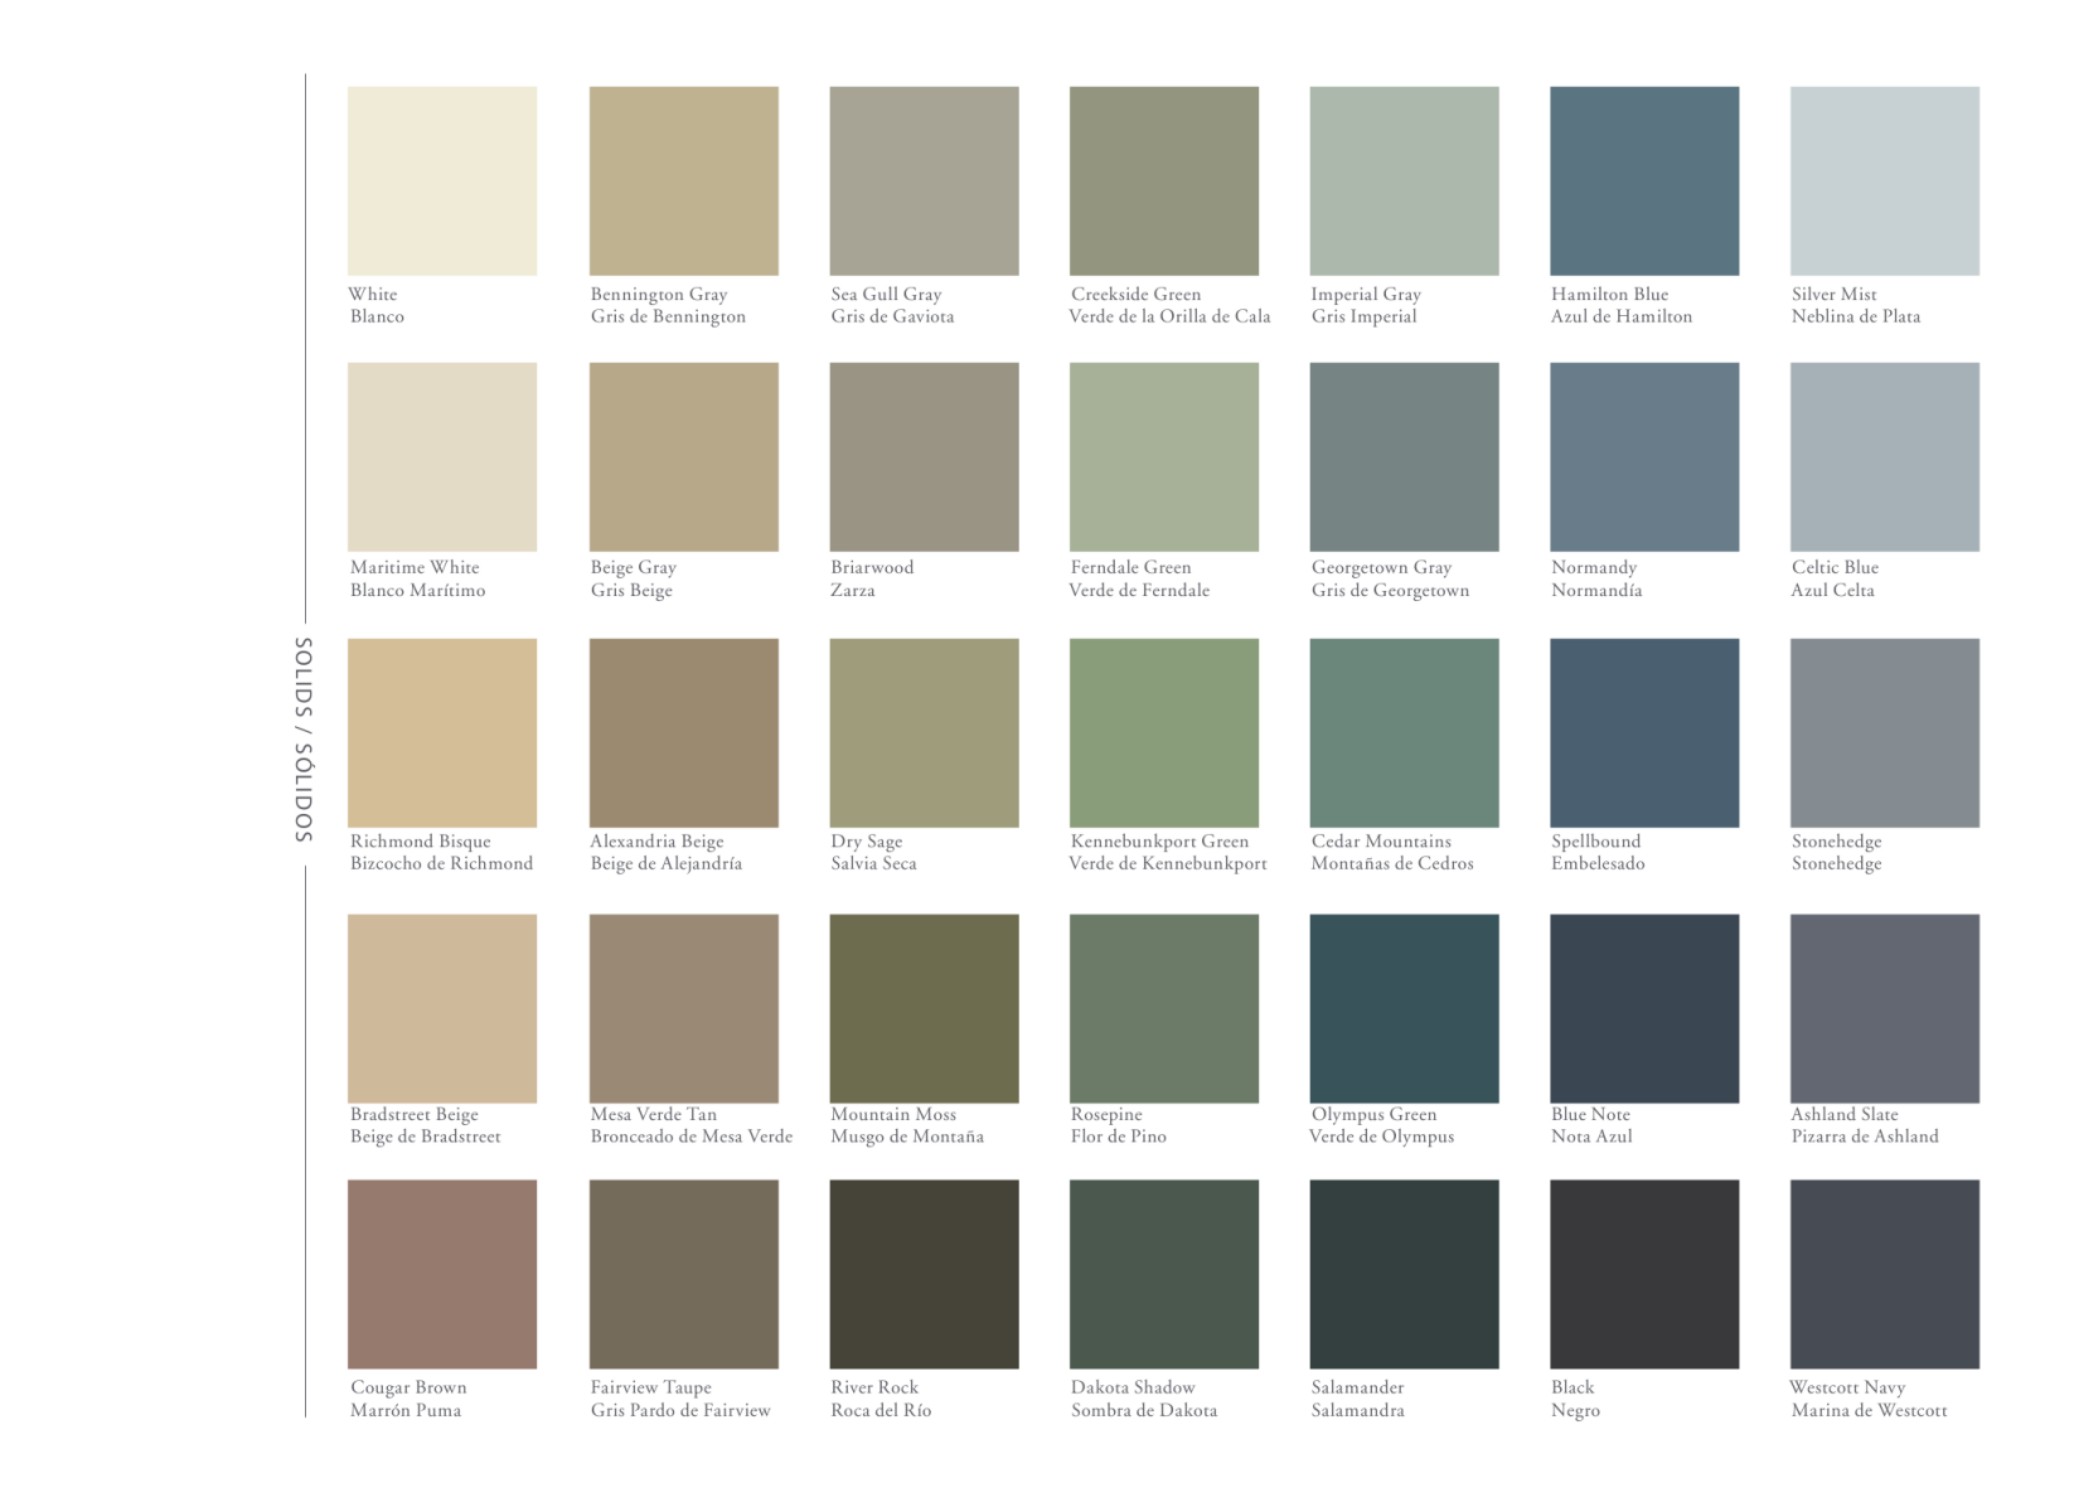 SOLIDS / SÓLIDOS
White
Blanco
Bennington Gray
Gris de Bennington
Sea Gull Gray
Gris de Gaviota
Creekside Green
Verde de la Orilla de Cala
Imperial Gray
Gris Imperial
Hamilton Blue
Azul de Hamilton
Silver Mist
Neblina de Plata
Maritime White
Blanco Marítimo
Beige Gray
Gris Beige
Briarwood
Zarza
Ferndale Green
Verde de Ferndale
Georgetown Gray
Gris de Georgetown
Normandy
Normandía
Celtic Blue
Azul Celta
Richmond Bisque
Bizcocho de Richmond
Alexandria Beige
Beige de Alejandría
Dry Sage
Salvia Seca
Kennebunkport Green
Verde de Kennebunkport
Cedar Mountains
Montañas de Cedros
Spellbound
Embelesado
Stonehedge
Stonehedge
Bradstreet Beige
Beige de Bradstreet
Mesa Verde Tan
Bronceado de Mesa Verde
Mountain Moss
Musgo de Montaña
Rosepine
Flor de Pino
Olympus Green
Verde de Olympus
Blue Note
Nota Azul
Ashland Slate
Pizarra de Ashland
Cougar Brown
Marrón Puma
Fairview Taupe
Gris Pardo de Fairview
River Rock
Roca del Río
Dakota Shadow
Sombra de Dakota
Salamander
Salamandra
Black
Negro
Westcott Navy
Marina de Westcott